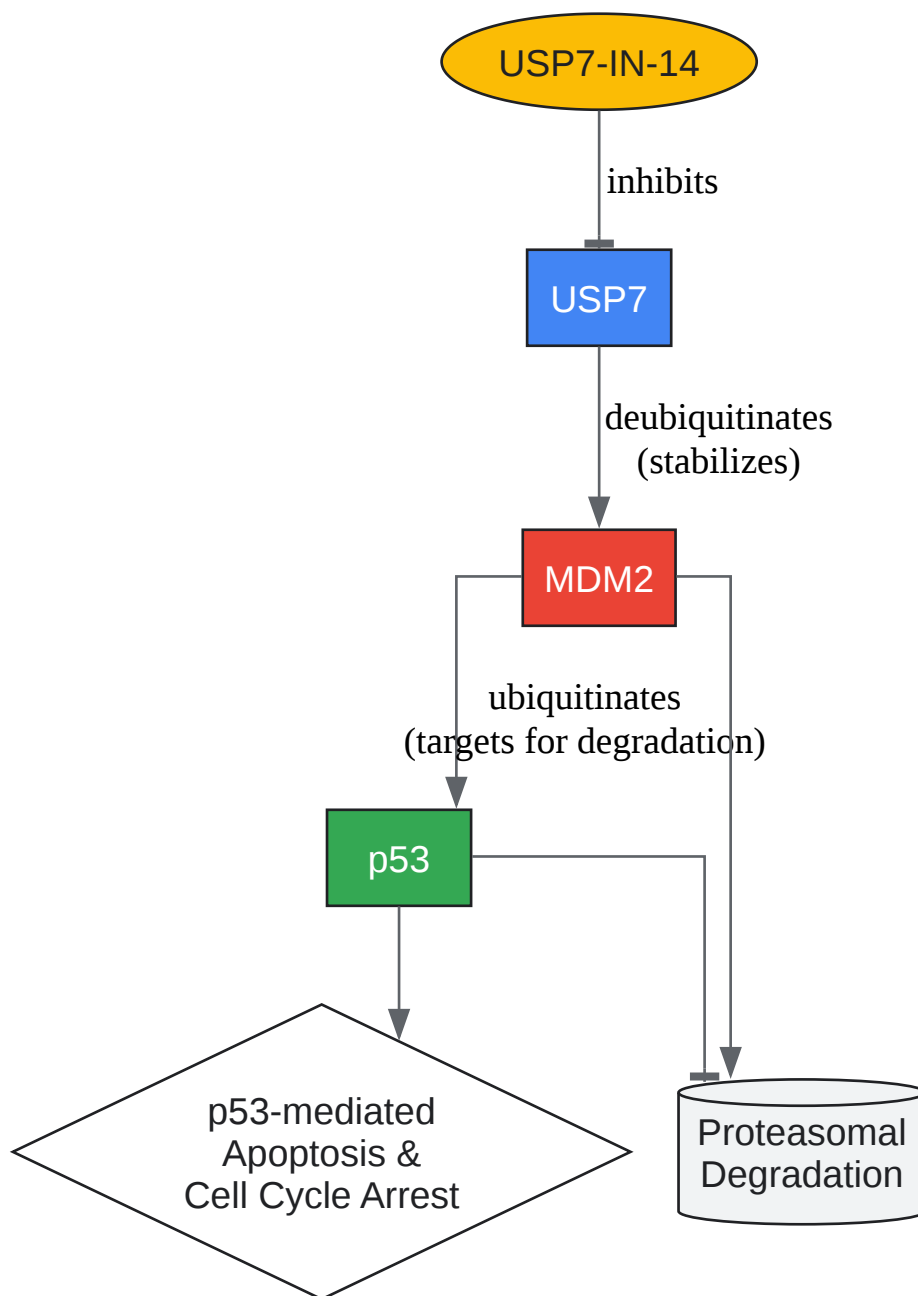 USP7-IN-14
inhibits
USP7
deubiquitinates
(stabilizes)
MDM2
ubiquitinates
(targets for degradation)
p53
p53-mediated
Apoptosis &
Cell Cycle Arrest
Proteasomal
Degradation